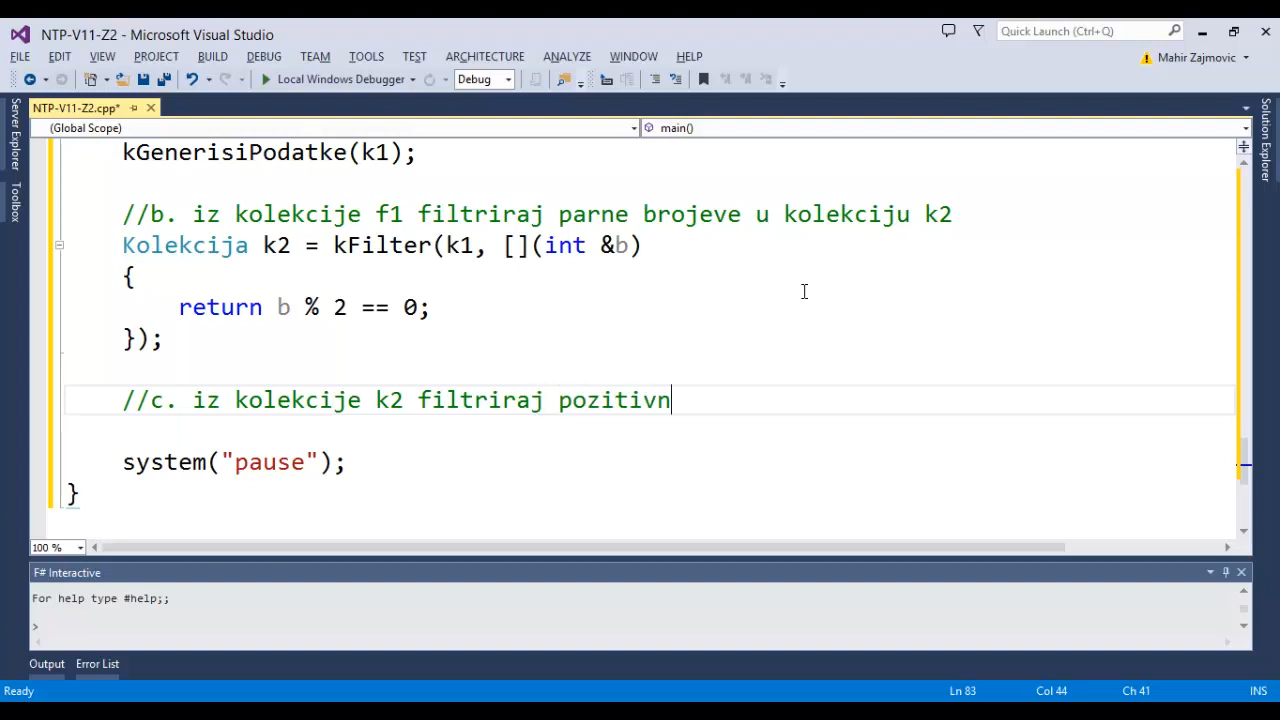 NTP-V11-Z2 - Microsoft Visual Studio
Quick Launch (Ctrl+Q)
FILE EDIT VIEW PROJECT BUILD DEBUG TEAM TOOLS TEST ARCHITECTURE ANALYZE WINDOW HELP
Mahir Zajmovic
Local Windows Debugger
Debug
Server Explorer
Toolbox
Solution Explorer
NTP-V11-Z2.cpp*
(Global Scope)
main()
kGenerisiPodatke(k1);
//b. iz kolekcije f1 filtriraj parne brojeve u kolekciju k2
Kolekcija k2 = kFilter(k1, [](int &b)
{
return b % 2 == 0;
});
//c. iz kolekcije k2 filtriraj pozitivn
system("pause");
}
100 %
F# Interactive
For help type #help;;
>
Output Error List
Ready
Ln 83 Col 44 Ch 41 INS